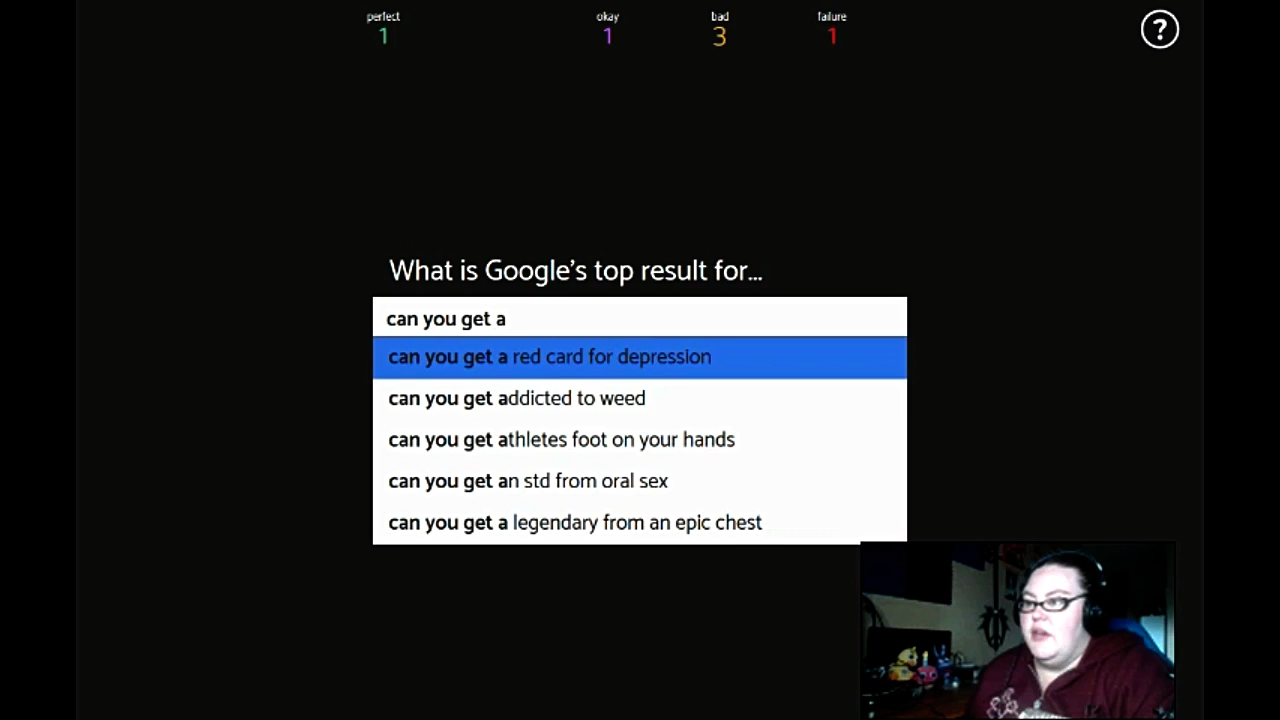 perfect
1
okay
1
bad
3
failure
1
?
What is Google's top result for...
can you get a
can you get a red card for depression
can you get addicted to weed
can you get athletes foot on your hands
can you get an std from oral sex
can you get a legendary from an epic chest